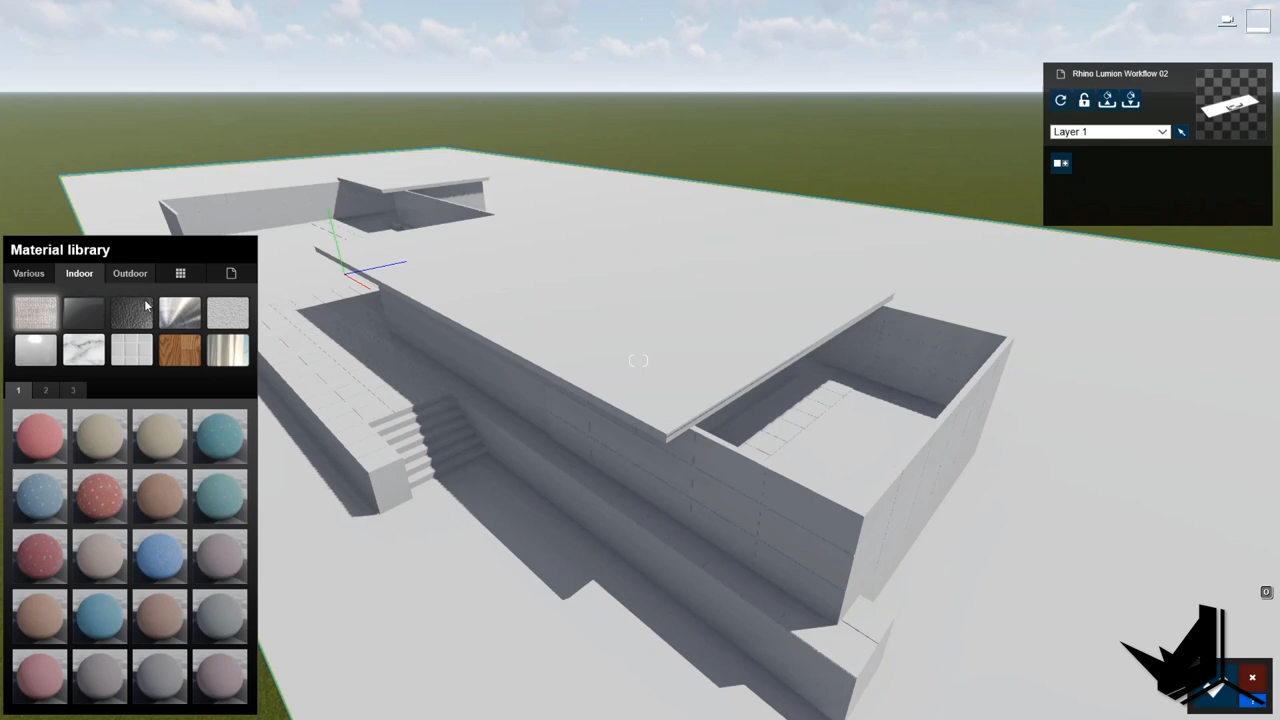 Rhino Lumion Workflow 02
Layer 1
Material library
Various Indoor Outdoor
1 2 3